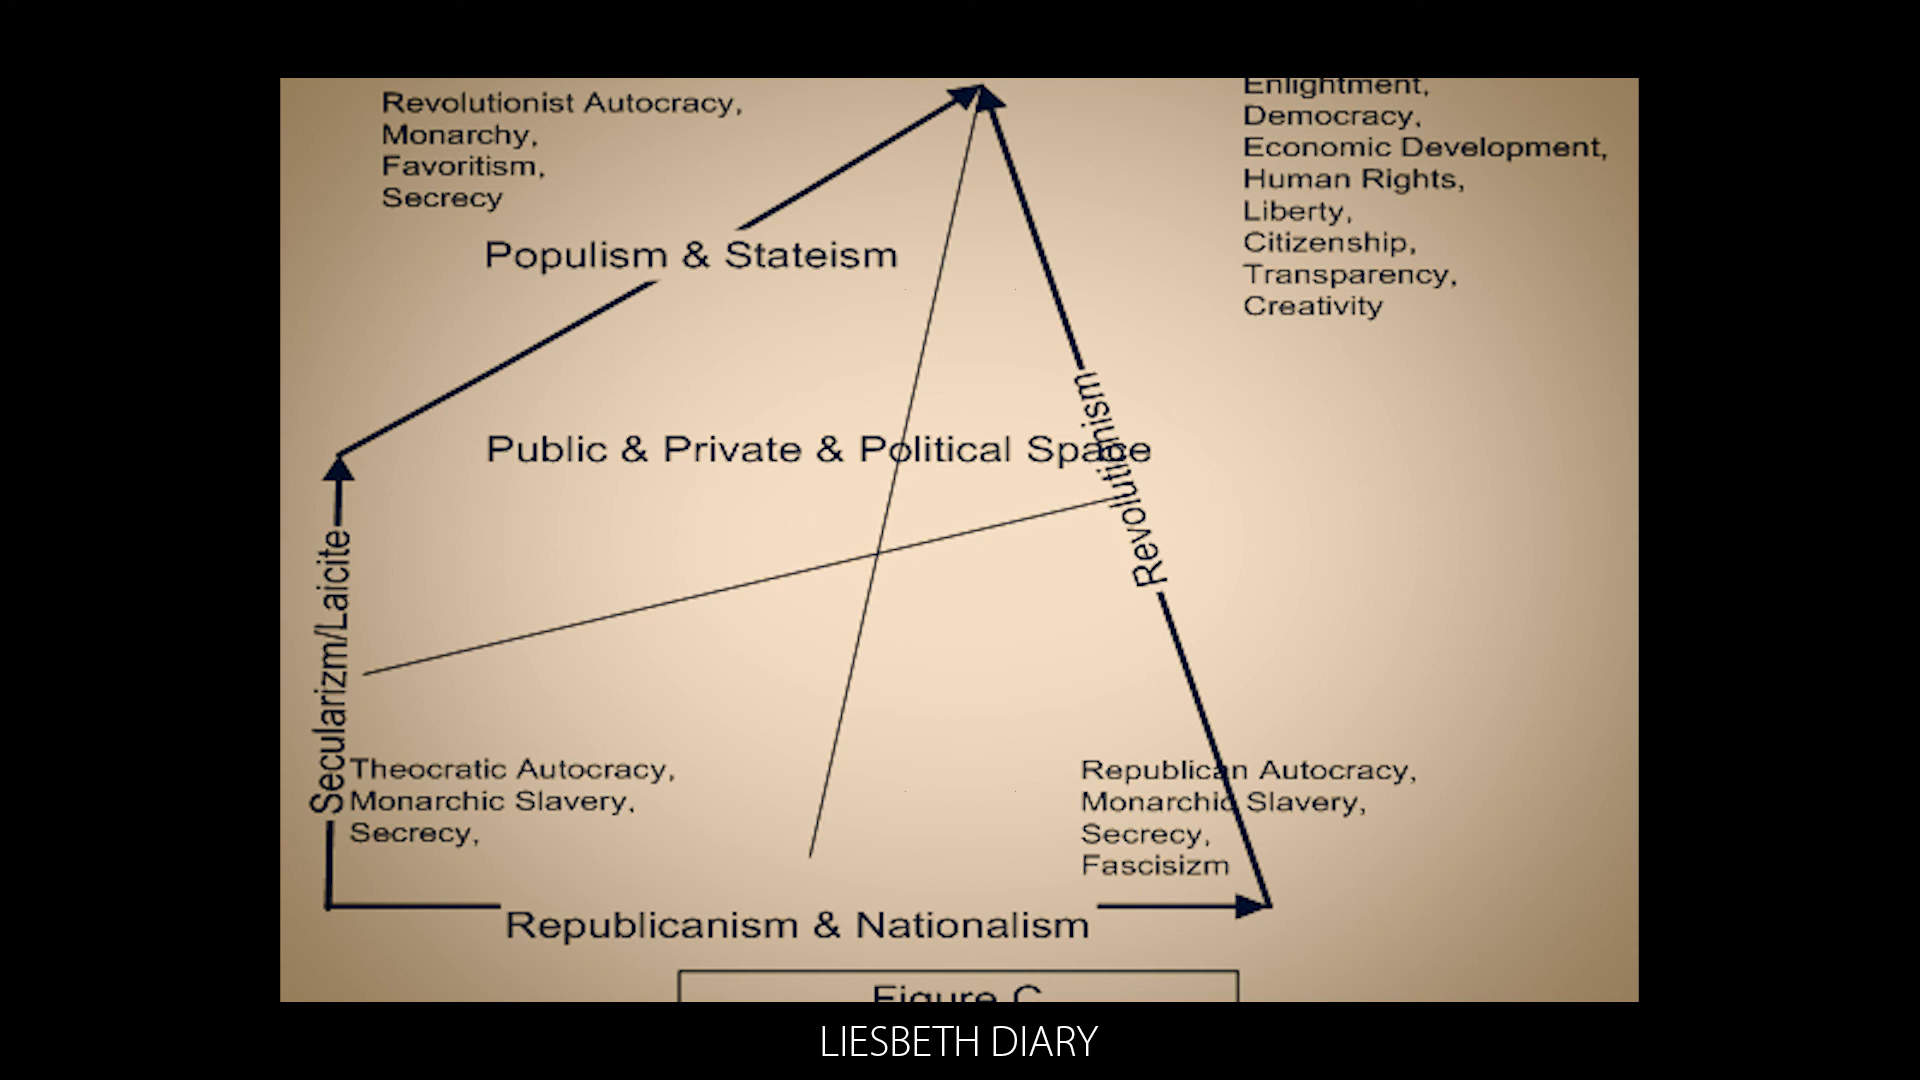 Revolutionist Autocracy,
Monarchy,
Favoritism,
Secrecy
Enlightment,
Democracy,
Economic Development,
Human Rights,
Liberty,
Citizenship,
Transparency,
Creativity
Populism & Stateism
Public & Private & Political Space
Revolutionism
Secularizm/Laicite
Theocratic Autocracy,
Monarchic Slavery,
Secrecy,
Republican Autocracy,
Monarchic Slavery,
Secrecy,
Fascisizm
Republicanism & Nationalism
Figure C
LIESBETH DIARY